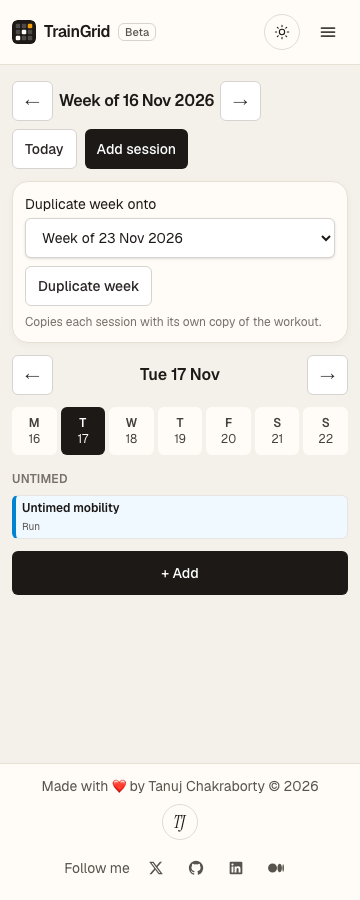 TrainGrid Beta
← Week of 16 Nov 2026 →
Today Add session
Duplicate week onto
Week of 23 Nov 2026
Duplicate week
Copies each session with its own copy of the workout.
← Tue 17 Nov →
M T W T F S S
16 17 18 19 20 21 22
UNTIMED
Untimed mobility
Run
+ Add
Made with ❤️ by Tanuj Chakraborty © 2026
TJ
Follow me